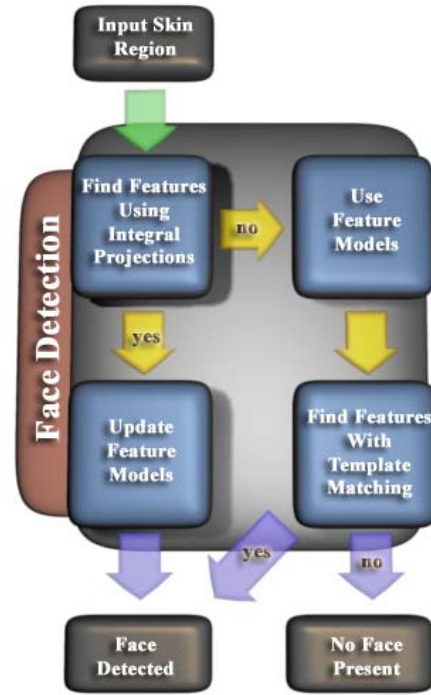 Input Skin
Region
Face Detection
Find Features
Using
Integral
Projections
no
Use
Feature
Models
yes
Update
Feature
Models
Find Features
With
Template
Matching
yes
no
Face
Detected
No Face
Present